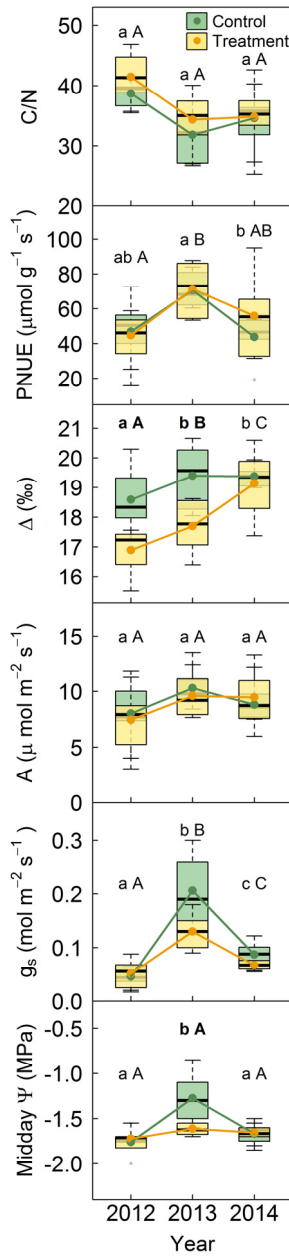 50
Control
Treatment
a A
a A
a A
40
30
20
C/N
100
80
60
40
20
PNUE (μmol g⁻¹ s⁻¹)
ab A
a B
b AB
21
20
19
18
17
16
Δ (‰)
a A
b B
b C
15
10
5
0
A (μ mol m⁻² s⁻¹)
a A
a A
a A
0.3
0.2
0.1
0.0
gₛ (mol m⁻² s⁻¹)
a A
b B
c C
-0.5
-1.0
-1.5
-2.0
Midday Ψ (MPa)
a A
b A
a A
2012 2013 2014
Year